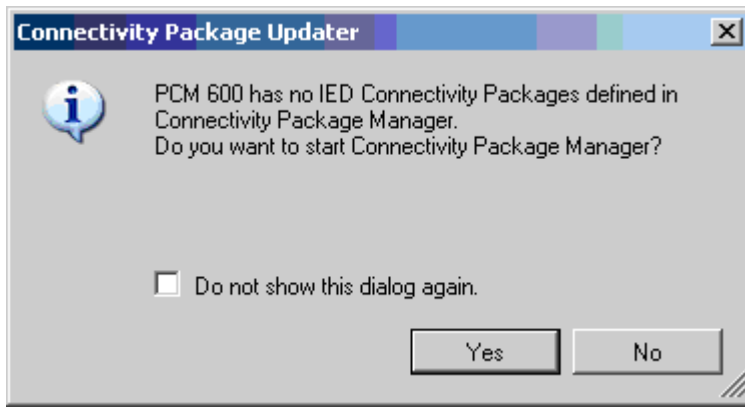 Connectivity Package Updater
PCM 600 has no IED Connectivity Packages defined in
Connectivity Package Manager.
Do you want to start Connectivity Package Manager?
Do not show this dialog again.
Yes
No